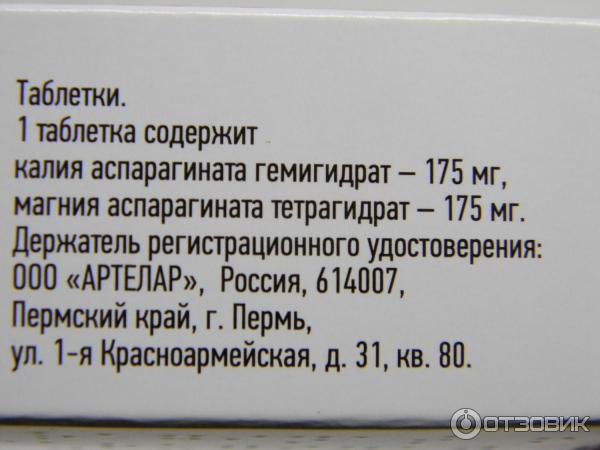 Таблетки.
1 таблетка содержит
калия аспарагината гемигидрат – 175 мг,
магния аспарагината тетрагидрат – 175 мг.
Держатель регистрационного удостоверения:
ООО «АРТЕЛАР», Россия, 614007,
Пермский край, г. Пермь,
ул. 1-я Красноармейская, д. 31, кв. 80.
ОТЗОВИК